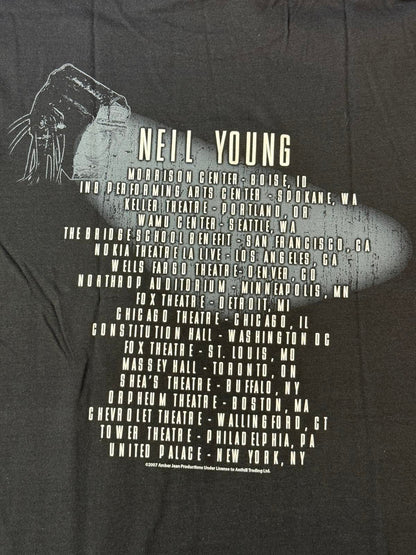 NEIL YOUNG
MORRISON CENTER - BOISE, ID
INB PERFORMING ARTS CENTER - SPOKANE, WA
KELLER THEATRE - PORTLAND, OR
WAMU CENTER - SEATTLE, WA
THE BRIDGE SCHOOL BENEFIT - SAN FRANCISCO, CA
NOKIA THEATRE LA LIVE - LOS ANGELES, CA
WELLS FARGO THEATRE - DENVER, CO
NORTHROP AUDITORIUM - MINNEAPOLIS, MN
FOX THEATRE - DETROIT, MI
CHICAGO THEATRE - CHICAGO, IL
CONSTITUTION HALL - WASHINGTON DC
FOX THEATRE - ST. LOUIS, MO
MASSEY HALL - TORONTO, ON
SHEA'S THEATRE - BUFFALO, NY
ORPHEUM THEATRE - BOSTON, MA
CHEVROLET THEATRE - WALLINGFORD, CT
TOWER THEATRE - PHILADELPHIA, PA
UNITED PALACE - NEW YORK, NY
©2007 Amber Jean Productions Under License to Anthill Trading Ltd.